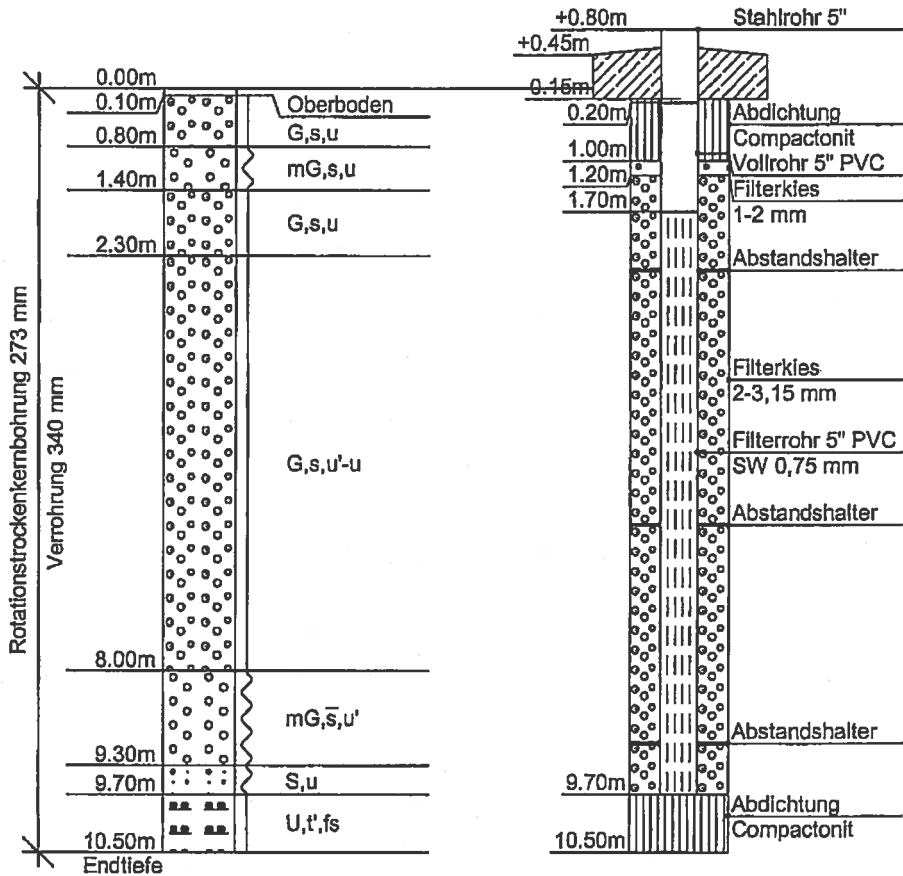 Rotationstrockenkernbohrung 273 mm
Verrohrung 340 mm
0.00m
0.10m
Oberboden
G,s,u
0.80m
mG,s,u
1.40m
G,s,u
2.30m
G,s,u'-u
8.00m
mG,s̅,u'
9.30m
S,u
9.70m
U,t',fs
10.50m
Endtiefe
+0.80m
Stahlrohr 5"
+0.45m
0.15m
0.20m
Abdichtung
Compactonit
1.00m
Vollrohr 5" PVC
1.20m
Filterkies
1-2 mm
1.70m
Abstandshalter
Filterkies
2-3,15 mm
Filterrohr 5" PVC
SW 0,75 mm
Abstandshalter
Abstandshalter
9.70m
Abdichtung
Compactonit
10.50m